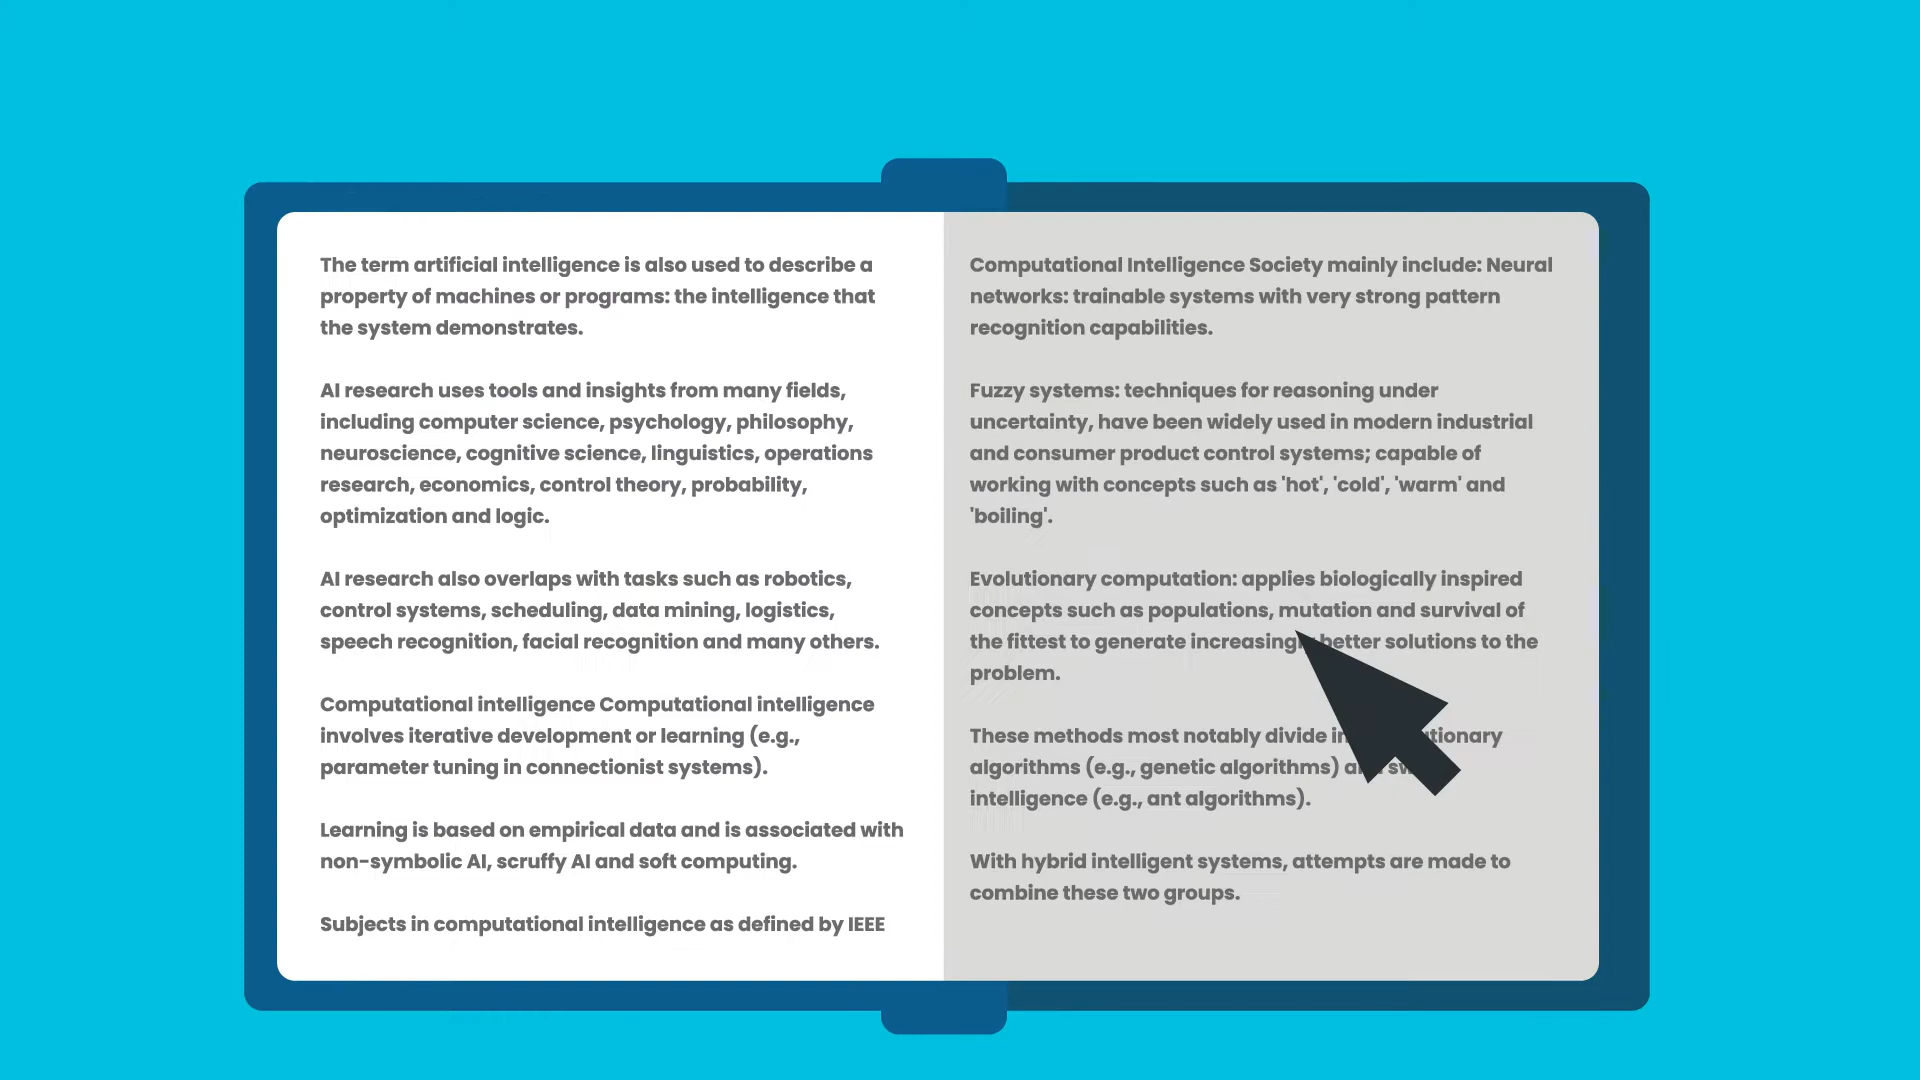 The term artificial intelligence is also used to describe a
property of machines or programs: the intelligence that
the system demonstrates.
AI research uses tools and insights from many fields,
including computer science, psychology, philosophy,
neuroscience, cognitive science, linguistics, operations
research, economics, control theory, probability,
optimization and logic.
AI research also overlaps with tasks such as robotics,
control systems, scheduling, data mining, logistics,
speech recognition, facial recognition and many others.
Computational intelligence Computational intelligence
involves iterative development or learning (e.g.,
parameter tuning in connectionist systems).
Learning is based on empirical data and is associated with
non-symbolic AI, scruffy AI and soft computing.
Subjects in computational intelligence as defined by IEEE
Computational Intelligence Society mainly include: Neural
networks: trainable systems with very strong pattern
recognition capabilities.
Fuzzy systems: techniques for reasoning under
uncertainty, have been widely used in modern industrial
and consumer product control systems; capable of
working with concepts such as 'hot', 'cold', 'warm' and
'boiling'.
Evolutionary computation: applies biologically inspired
concepts such as populations, mutation and survival of
the fittest to generate increasingly better solutions to the
problem.
These methods most notably divide
algorithms (e.g., genetic algorithms)
intelligence (e.g., ant algorithms).
With hybrid intelligent systems, attempts are made to
combine these two groups.